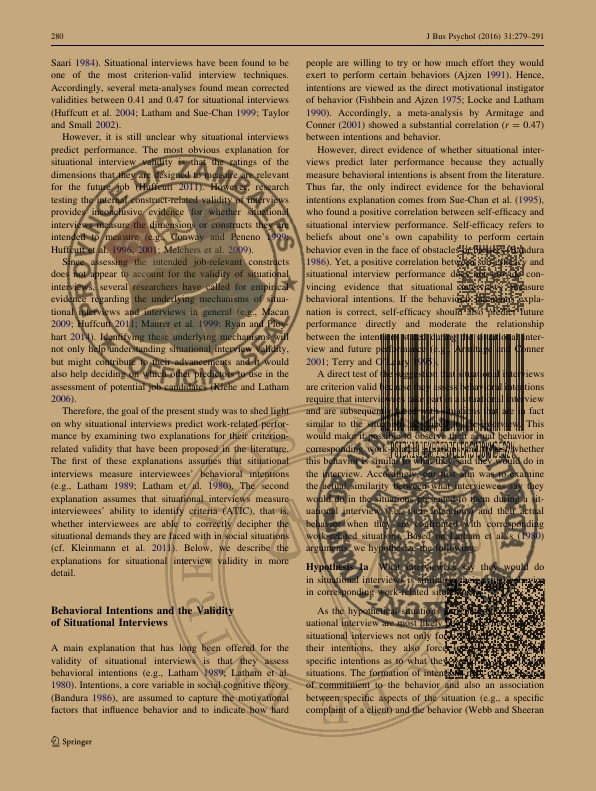 280
J Bus Psychol (2016) 31:279–291
Saari 1984). Situational interviews have been found to be
one of the most criterion-valid interview techniques.
Accordingly, several meta-analyses found mean corrected
validities between 0.41 and 0.47 for situational interviews
(Huffcutt et al. 2004; Latham and Sue-Chan 1999; Taylor
and Small 2002).
However, it is still unclear why situational interviews
predict performance. The most obvious explanation for
situational interview validity is that the ratings of the
dimensions that they are designed to measure are relevant
for the future job (Huffcutt 2011). However, research
testing the internal construct-related validity of interviews
provides inconclusive evidence for whether situational
interviews measure the dimensions or constructs they are
intended to measure (e.g., Conway and Peneno 1999;
Huffcutt et al. 1996, 2001; Melchers et al. 2009).
Since assessing the intended job-relevant constructs
does not appear to account for the validity of situational
interviews, several researchers have called for empirical
evidence regarding the underlying mechanisms of situa-
tional interviews and interviews in general (e.g., Macan
2009; Huffcutt 2011; Maurer et al. 1999; Ryan and Ploy-
hart 2014). Identifying these underlying mechanisms will
not only help understanding situational interview validity,
but might contribute to their advancements and it would
also help deciding on which other predictors to use in the
assessment of potential job candidates (Klehe and Latham
2006).
Therefore, the goal of the present study was to shed light
on why situational interviews predict work-related perfor-
mance by examining two explanations for their criterion-
related validity that have been proposed in the literature.
The first of these explanations assumes that situational
interviews measure interviewees' behavioral intentions
(e.g., Latham 1989; Latham et al. 1980). The second
explanation assumes that situational interviews measure
interviewees' ability to identify criteria (ATIC), that is,
whether interviewees are able to correctly decipher the
situational demands they are faced with in social situations
(cf. Kleinmann et al. 2011). Below, we describe the
explanations for situational interview validity in more
detail.
Behavioral Intentions and the Validity
of Situational Interviews
A main explanation that has long been offered for the
validity of situational interviews is that they assess
behavioral intentions (e.g., Latham 1989; Latham et al.
1980). Intentions, a core variable in social cognitive theory
(Bandura 1986), are assumed to capture the motivational
factors that influence behavior and to indicate how hard
people are willing to try or how much effort they would
exert to perform certain behaviors (Ajzen 1991). Hence,
intentions are viewed as the direct motivational instigator
of behavior (Fishbein and Ajzen 1975; Locke and Latham
1990). Accordingly, a meta-analysis by Armitage and
Conner (2001) showed a substantial correlation (r = 0.47)
between intentions and behavior.
However, direct evidence of whether situational inter-
views predict later performance because they actually
measure behavioral intentions is absent from the literature.
Thus far, the only indirect evidence for the behavioral
intentions explanation comes from Sue-Chan et al. (1995),
who found a positive correlation between self-efficacy and
situational interview performance. Self-efficacy refers to
beliefs about one's own capability to perform certain
behavior even in the face of obstacles (Bandura
1986). Yet, a positive correlation between self-efficacy and
situational interview performance does not provide con-
vincing evidence that situational interviews measure
behavioral intentions. If the behavioral intentions expla-
nation is correct, self-efficacy should also predict future
performance directly and moderate the relationship
between the intentions stated during the situational inter-
view and future performance (e.g., Armitage and Conner
2001; Terry and O'Leary 1995).
A direct test of the suggestion that situational interviews
are criterion valid because they assess behavioral intentions
require that interviewees take part in a situational interview
and are subsequently faced with situations that are in fact
similar to the situations in the interview. This
would make it possible to observe their actual behavior in
corresponding work-related situations and whether
this behavior is similar to what they said they would do in
the interview. Accordingly, our first aim was to examine
the actual similarity between what interviewees say they
would do in the situations presented to them during a sit-
uational interview (i.e., their intentions) and their actual
behavior when they are confronted with corresponding
work-related situations. Based on Latham et al.'s (1980)
arguments, we hypothesize the following:
Hypothesis 1a What interviewees say they would do
in situational interviews is similar to their behavior
in corresponding work-related situations.
As the hypothetical situations
uational interview are most likely
situational interviews not only
their intentions, they also force
specific intentions as to what they
situations. The formation of intentions
of commitment to the behavior and also an association
between specific aspects of the situation (e.g., a specific
complaint of a client) and the behavior (Webb and Sheeran
Springer